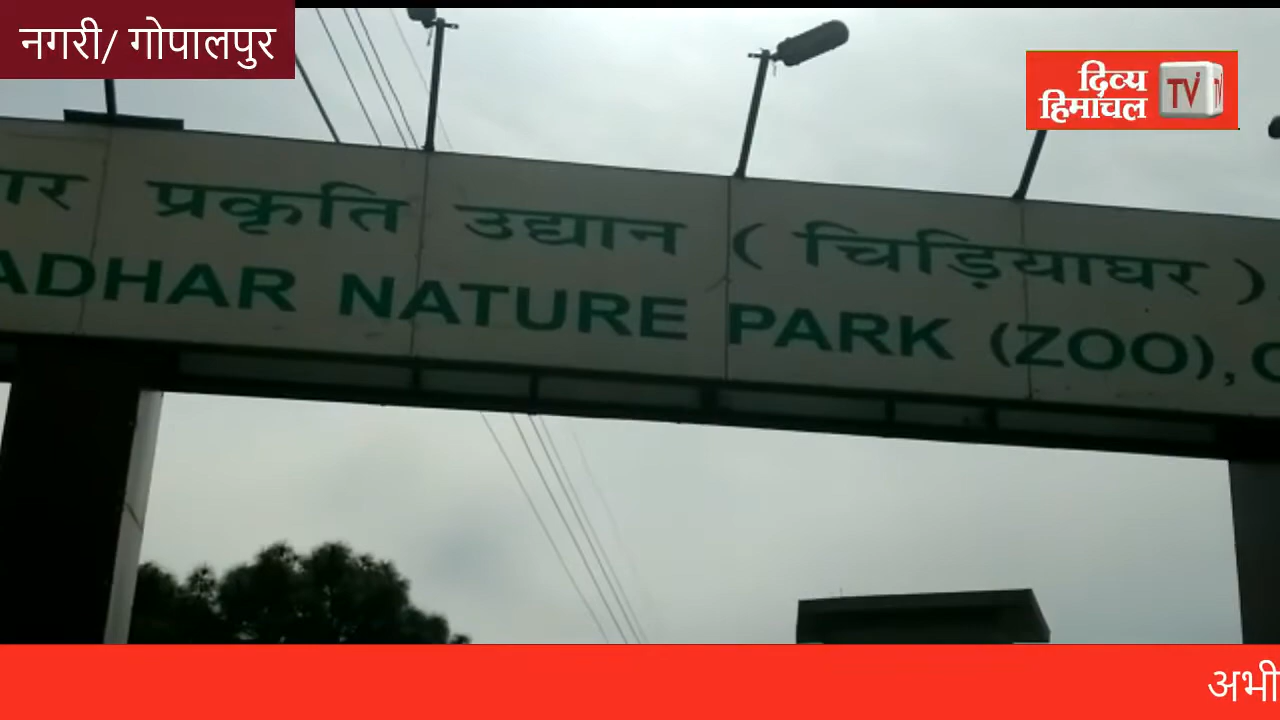 नगरी/ गोपालपुर
दिव्य
हिमाचल
TV
प्रकृति उद्यान ( चिड़ियाघर )
ADHAR NATURE PARK (ZOO),
अभी